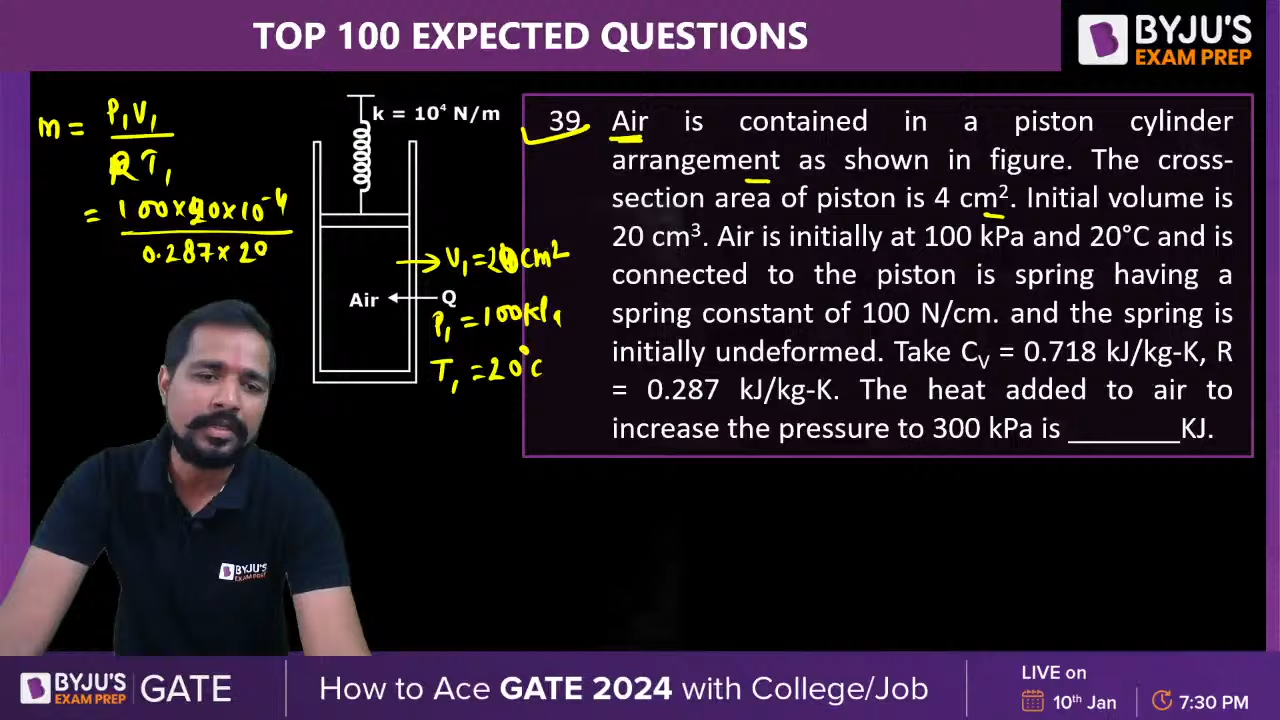 TOP 100 EXPECTED QUESTIONS
BYJU'S
EXAM PREP
m = P₁V₁
RT₁
= 100×20×10⁻⁴
0.287×20
k = 10⁴ N/m
V₁ = 20cm²
Air
Q
P₁ = 100kPa
T₁ = 20°C
39 Air is contained in a piston cylinder
arrangement as shown in figure. The cross-
section area of piston is 4 cm². Initial volume is
20 cm³. Air is initially at 100 kPa and 20°C and is
connected to the piston is spring having a
spring constant of 100 N/cm. and the spring is
initially undeformed. Take Cᵥ = 0.718 kJ/kg-K, R
= 0.287 kJ/kg-K. The heat added to air to
increase the pressure to 300 kPa is ________KJ.
BYJU'S
EXAM PREP
BYJU'S
EXAM PREP
GATE
How to Ace GATE 2024 with College/Job
LIVE on
10th Jan
7:30 PM